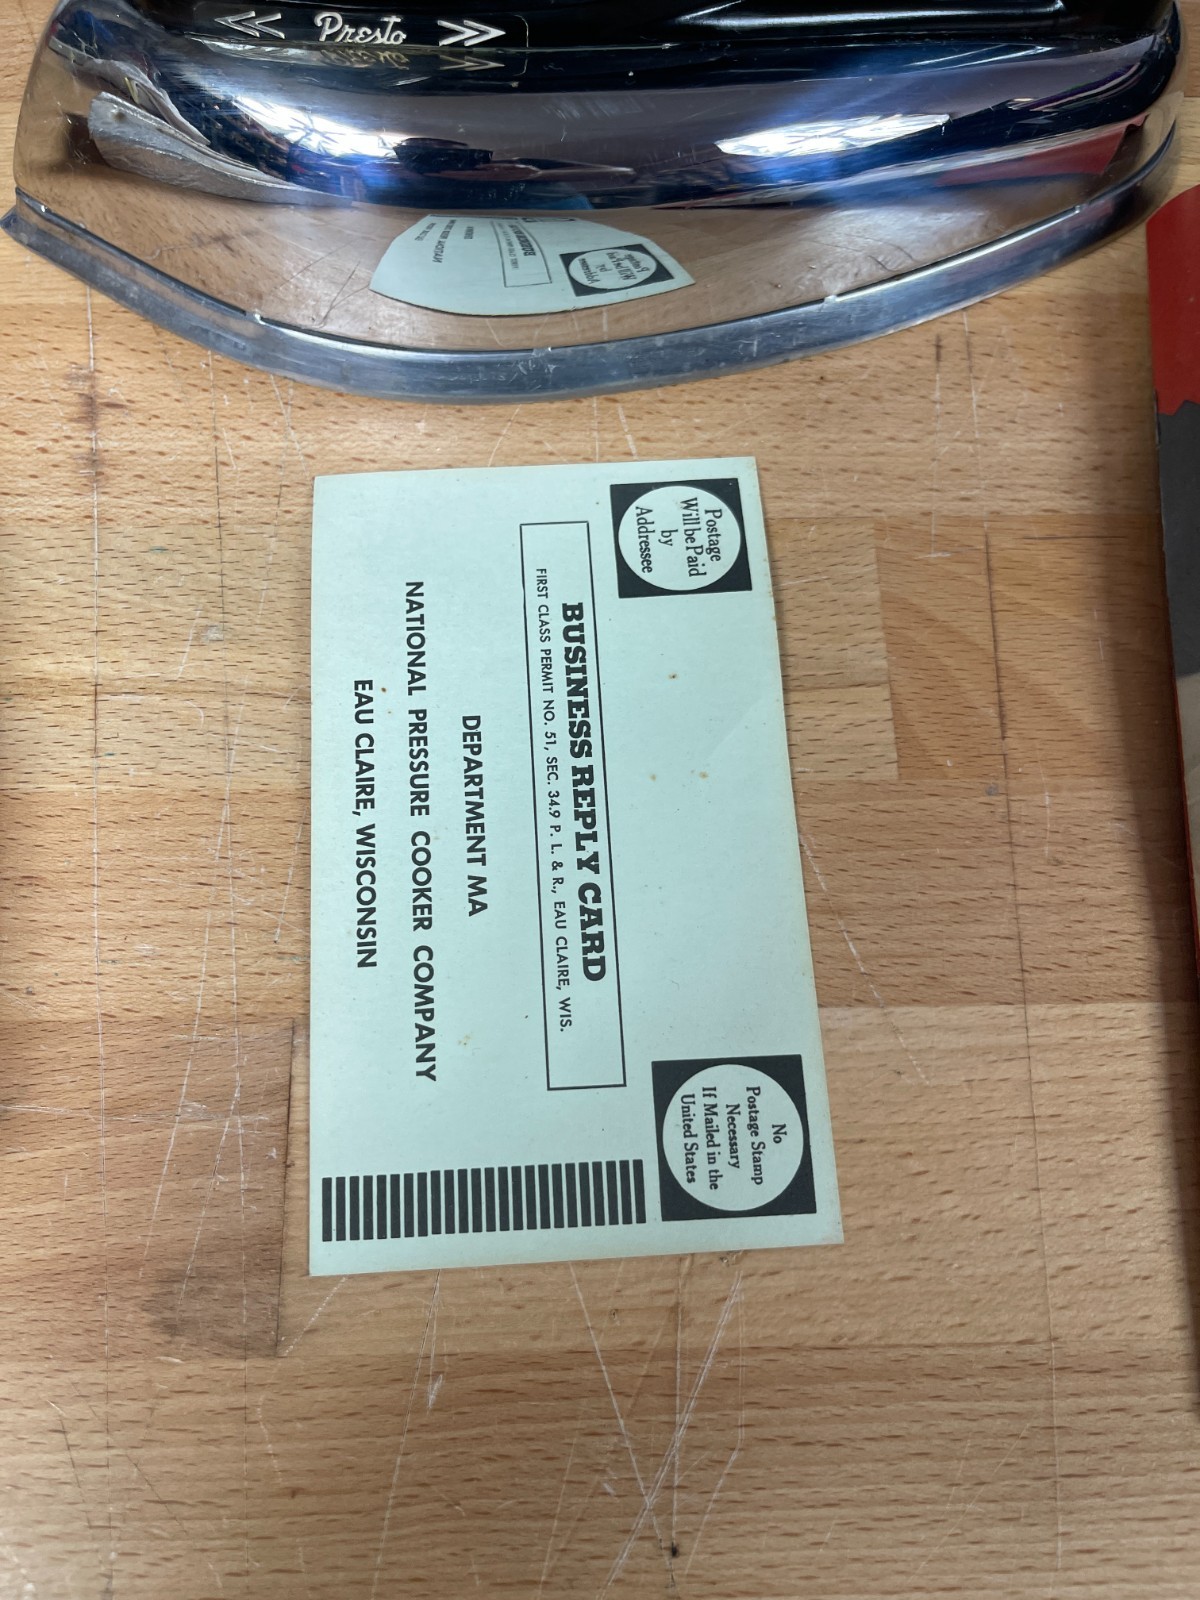 Presto
Postage
Will be Paid
by
Addressee
No
Postage Stamp
Necessary
If Mailed in the
United States
BUSINESS REPLY CARD
FIRST CLASS PERMIT NO. 51, SEC. 34.9 P. L. & R., EAU CLAIRE, WIS.
DEPARTMENT MA
NATIONAL PRESSURE COOKER COMPANY
EAU CLAIRE, WISCONSIN